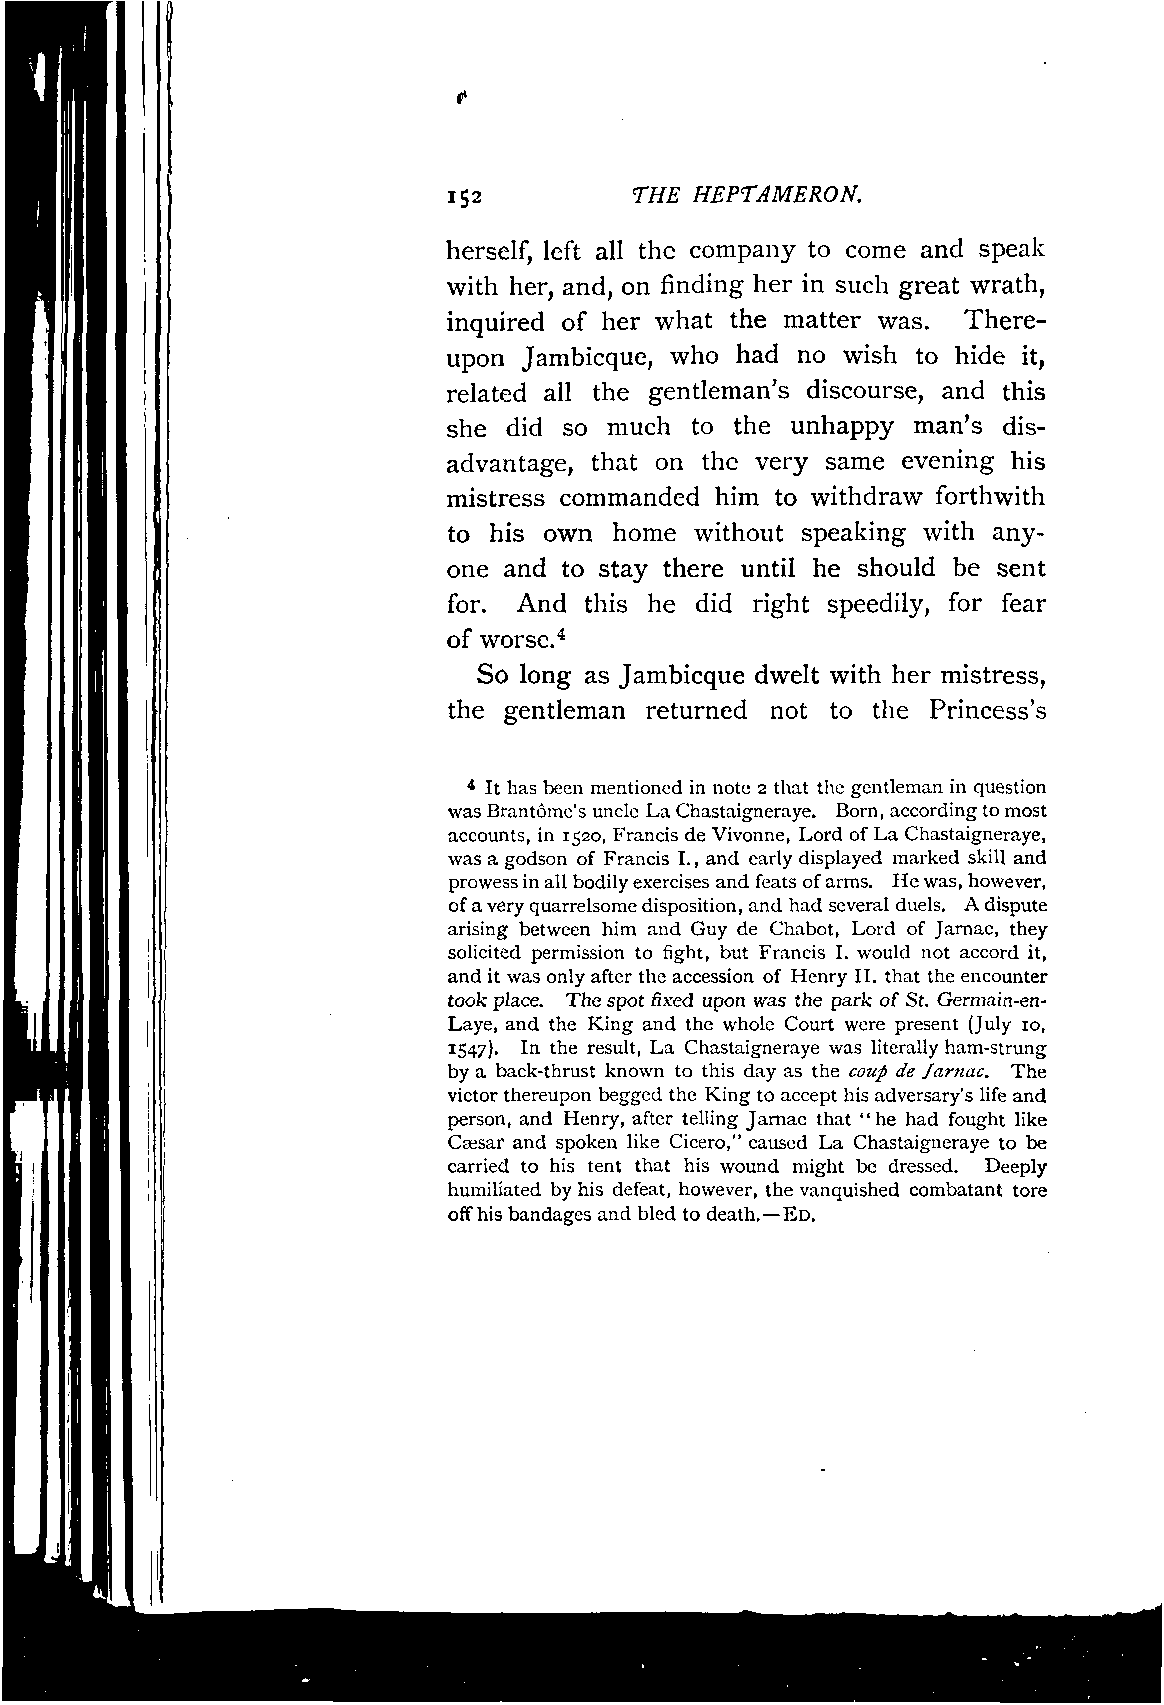 152 THE HEPTAMERON.
herself, left all the company to come and speak
with her, and, on finding her in such great wrath,
inquired of her what the matter was. There-
upon Jambicque, who had no wish to hide it,
related all the gentleman's discourse, and this
she did so much to the unhappy man's dis-
advantage, that on the very same evening his
mistress commanded him to withdraw forthwith
to his own home without speaking with any-
one and to stay there until he should be sent
for. And this he did right speedily, for fear
of worse.⁴
So long as Jambicque dwelt with her mistress,
the gentleman returned not to the Princess's
⁴ It has been mentioned in note 2 that the gentleman in question
was Brantôme's uncle La Chastaigneraye. Born, according to most
accounts, in 1520, Francis de Vivonne, Lord of La Chastaigneraye,
was a godson of Francis I., and early displayed marked skill and
prowess in all bodily exercises and feats of arms. He was, however,
of a very quarrelsome disposition, and had several duels. A dispute
arising between him and Guy de Chabot, Lord of Jarnac, they
solicited permission to fight, but Francis I. would not accord it,
and it was only after the accession of Henry II. that the encounter
took place. The spot fixed upon was the park of St. Germain-en-
Laye, and the King and the whole Court were present (July 10,
1547). In the result, La Chastaigneraye was literally ham-strung
by a back-thrust known to this day as the coup de Jarnac. The
victor thereupon begged the King to accept his adversary's life and
person, and Henry, after telling Jarnac that "he had fought like
Cæsar and spoken like Cicero," caused La Chastaigneraye to be
carried to his tent that his wound might be dressed. Deeply
humiliated by his defeat, however, the vanquished combatant tore
off his bandages and bled to death.—ED.